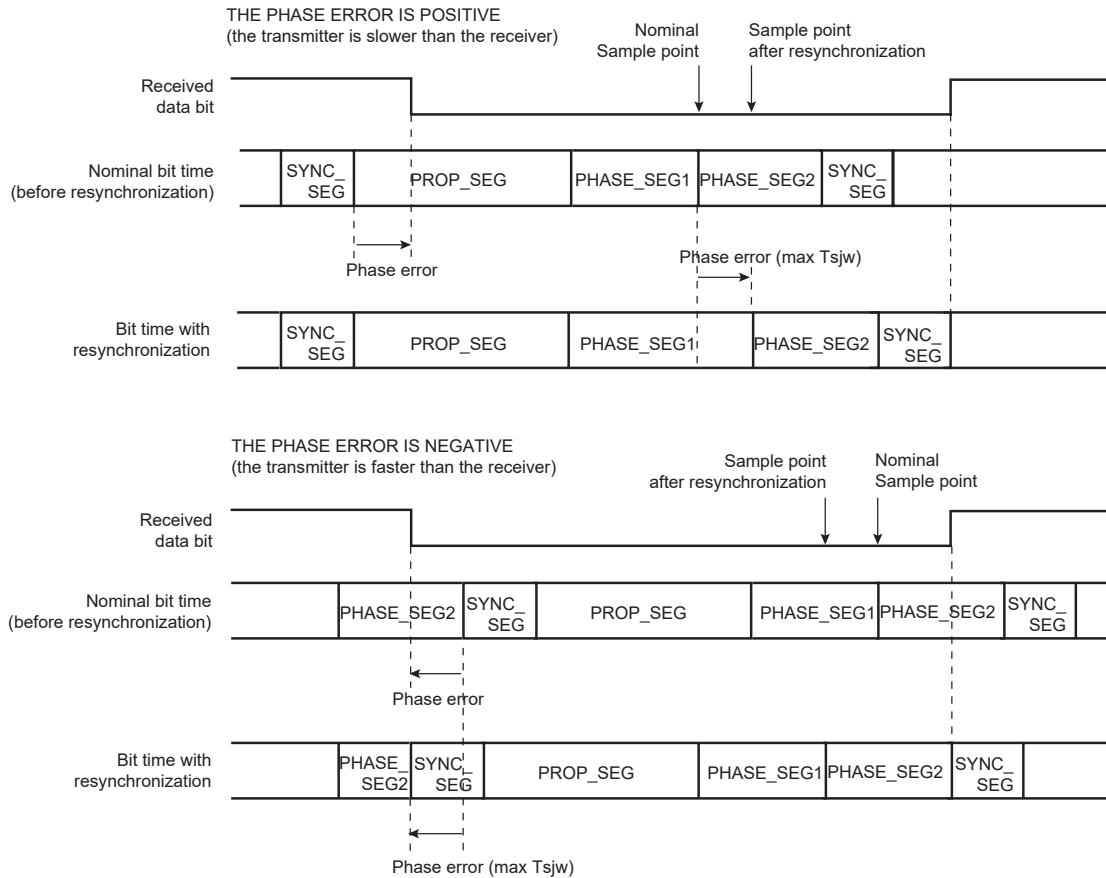 THE PHASE ERROR IS POSITIVE
(the transmitter is slower than the receiver)
Nominal
Sample point
Sample point
after resynchronization
Received
data bit
Nominal bit time
(before resynchronization)
SYNC_
SEG
PROP_SEG
PHASE_SEG1
PHASE_SEG2
SYNC_
SEG
Phase error
Phase error (max Tsjw)
Bit time with
resynchronization
SYNC_
SEG
PROP_SEG
PHASE_SEG1
PHASE_SEG2
SYNC_
SEG
THE PHASE ERROR IS NEGATIVE
(the transmitter is faster than the receiver)
Sample point
after resynchronization
Nominal
Sample point
Received
data bit
Nominal bit time
(before resynchronization)
PHASE_SEG2
SYNC_
SEG
PROP_SEG
PHASE_SEG1
PHASE_SEG2
SYNC_
SEG
Phase error
Bit time with
resynchronization
PHASE_
SEG2
SYNC_
SEG
PROP_SEG
PHASE_SEG1
PHASE_SEG2
SYNC_
SEG
Phase error (max Tsjw)